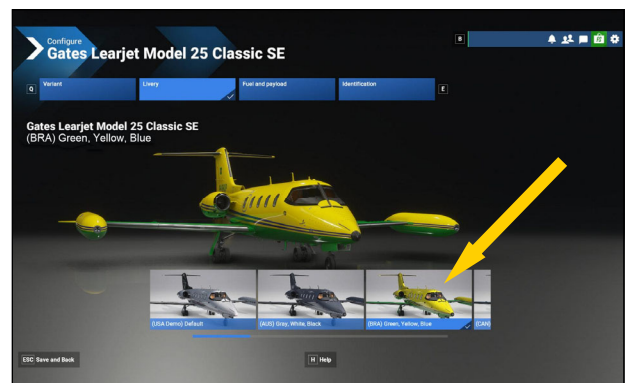 Configure
Gates Learjet Model 25 Classic SE
B
Q
Variant
Livery
Fuel and payload
Identification
E
Gates Learjet Model 25 Classic SE
(BRA) Green, Yellow, Blue
(USA Demo) Default
(AUS) Gray, White, Black
(BRA) Green, Yellow, Blue
(CAN)
ESC Save and Back
H Help